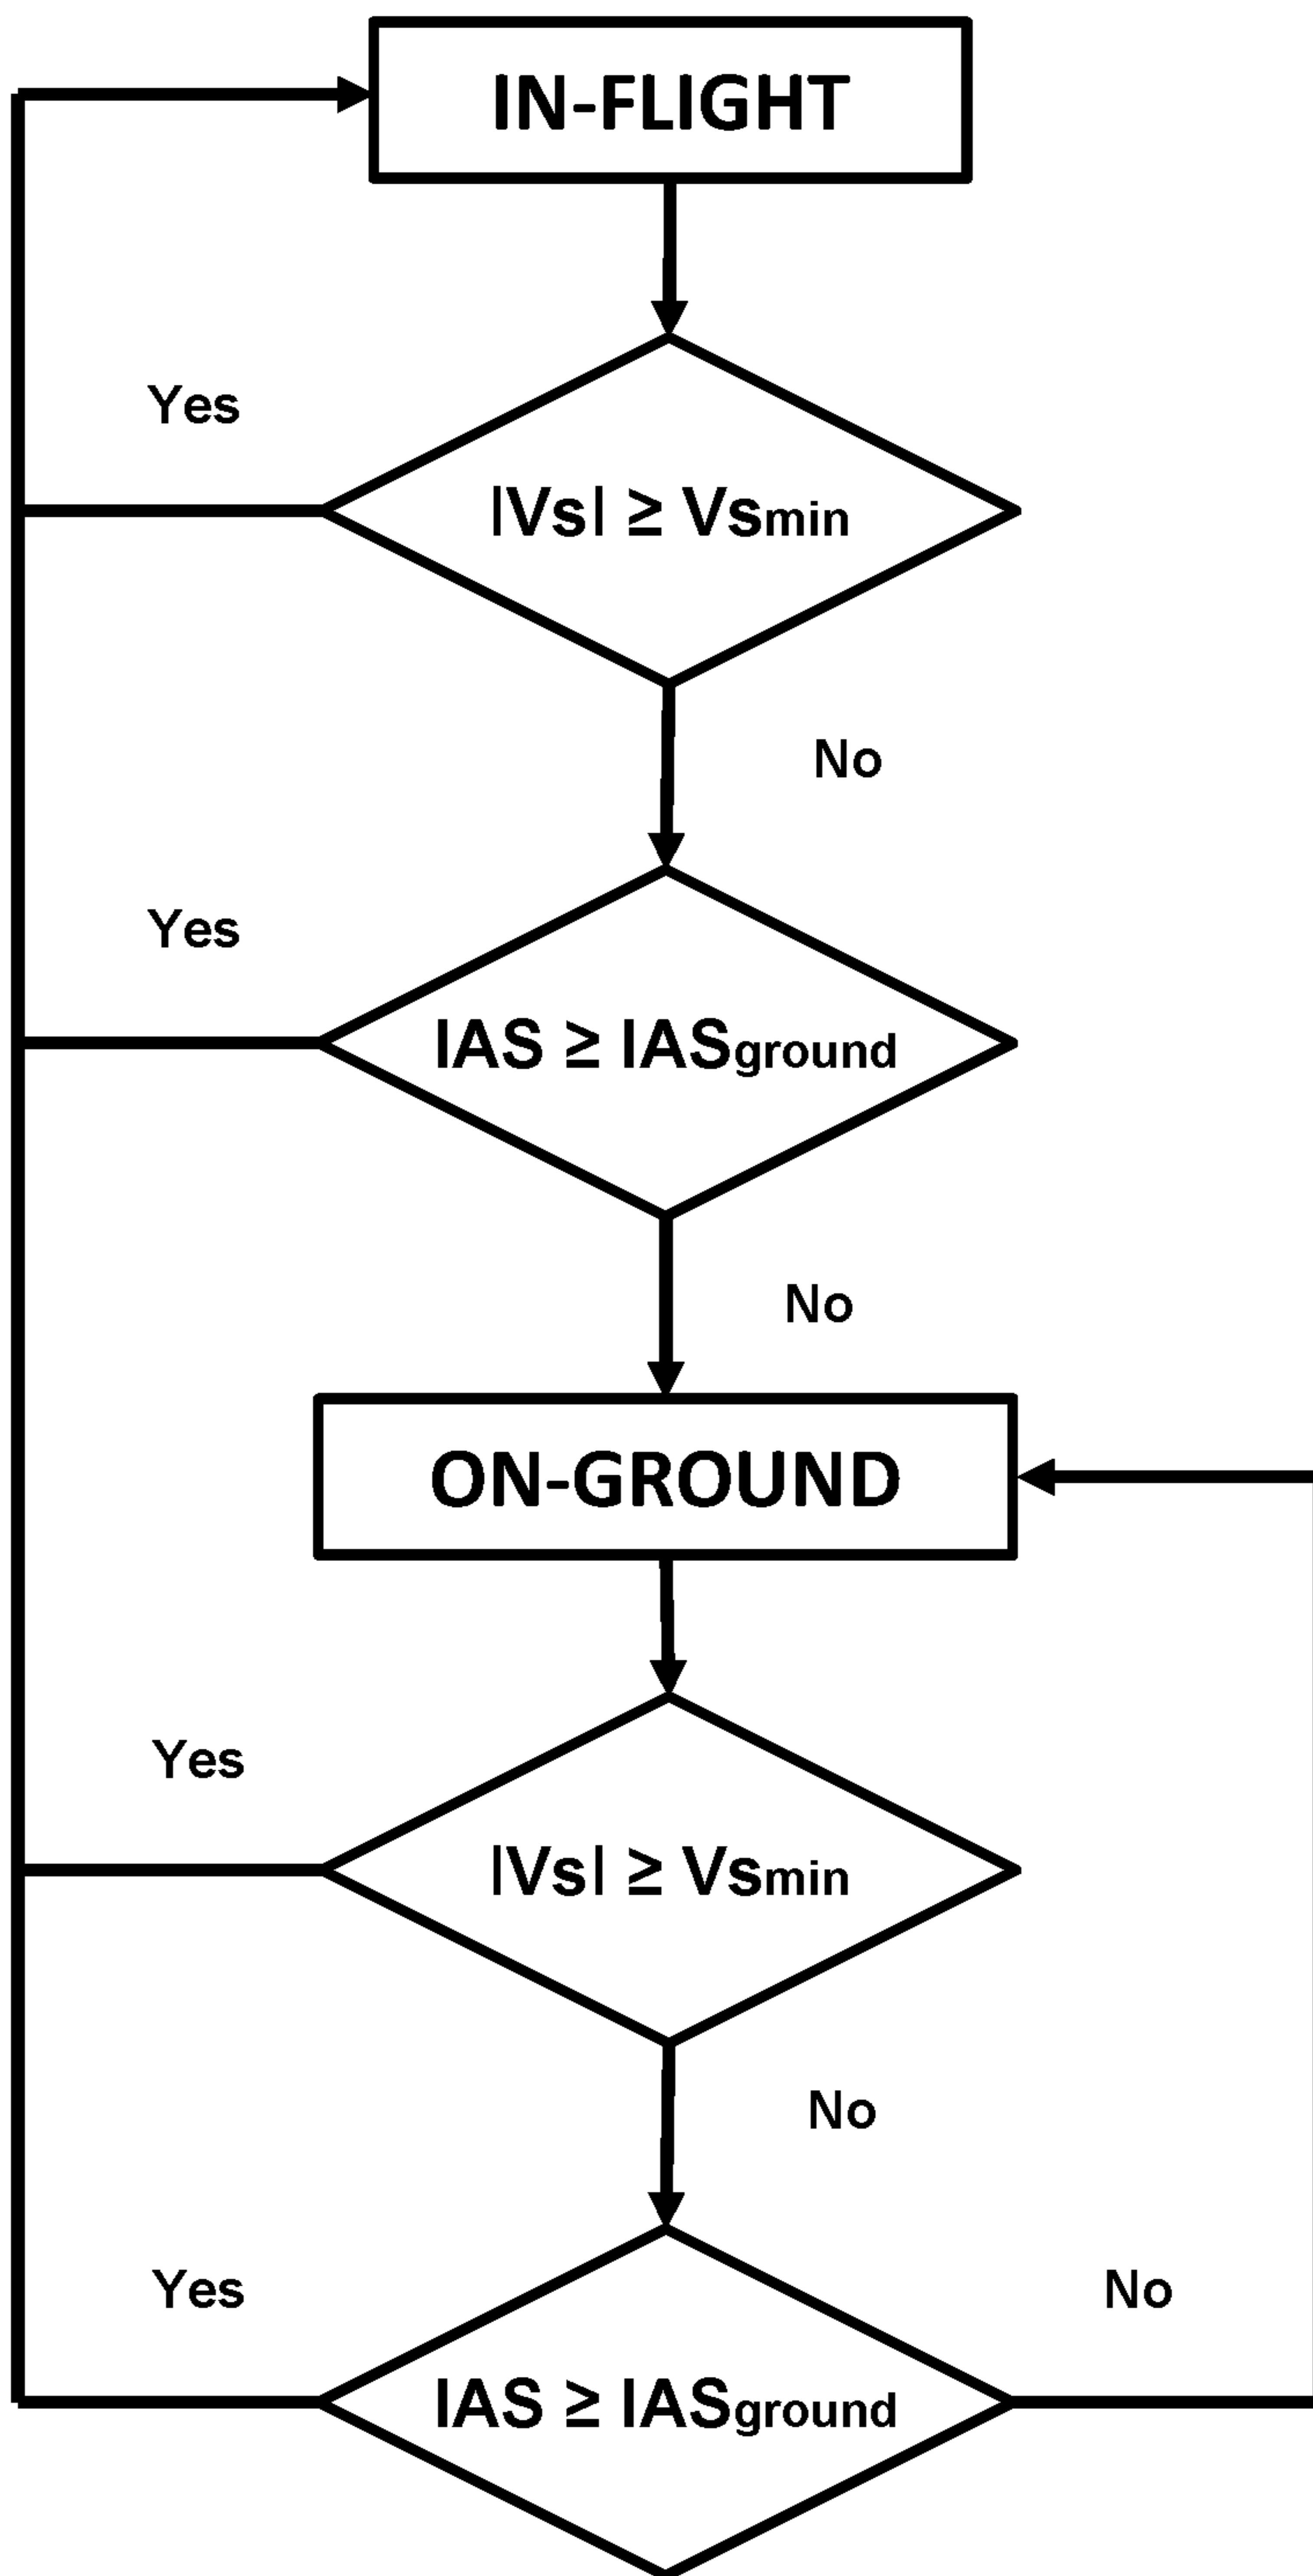 IN-FLIGHT
Yes
|Vs| ≥ Vsmin
No
Yes
IAS ≥ IASground
No
ON-GROUND
Yes
|Vs| ≥ Vsmin
No
Yes
No
IAS ≥ IASground